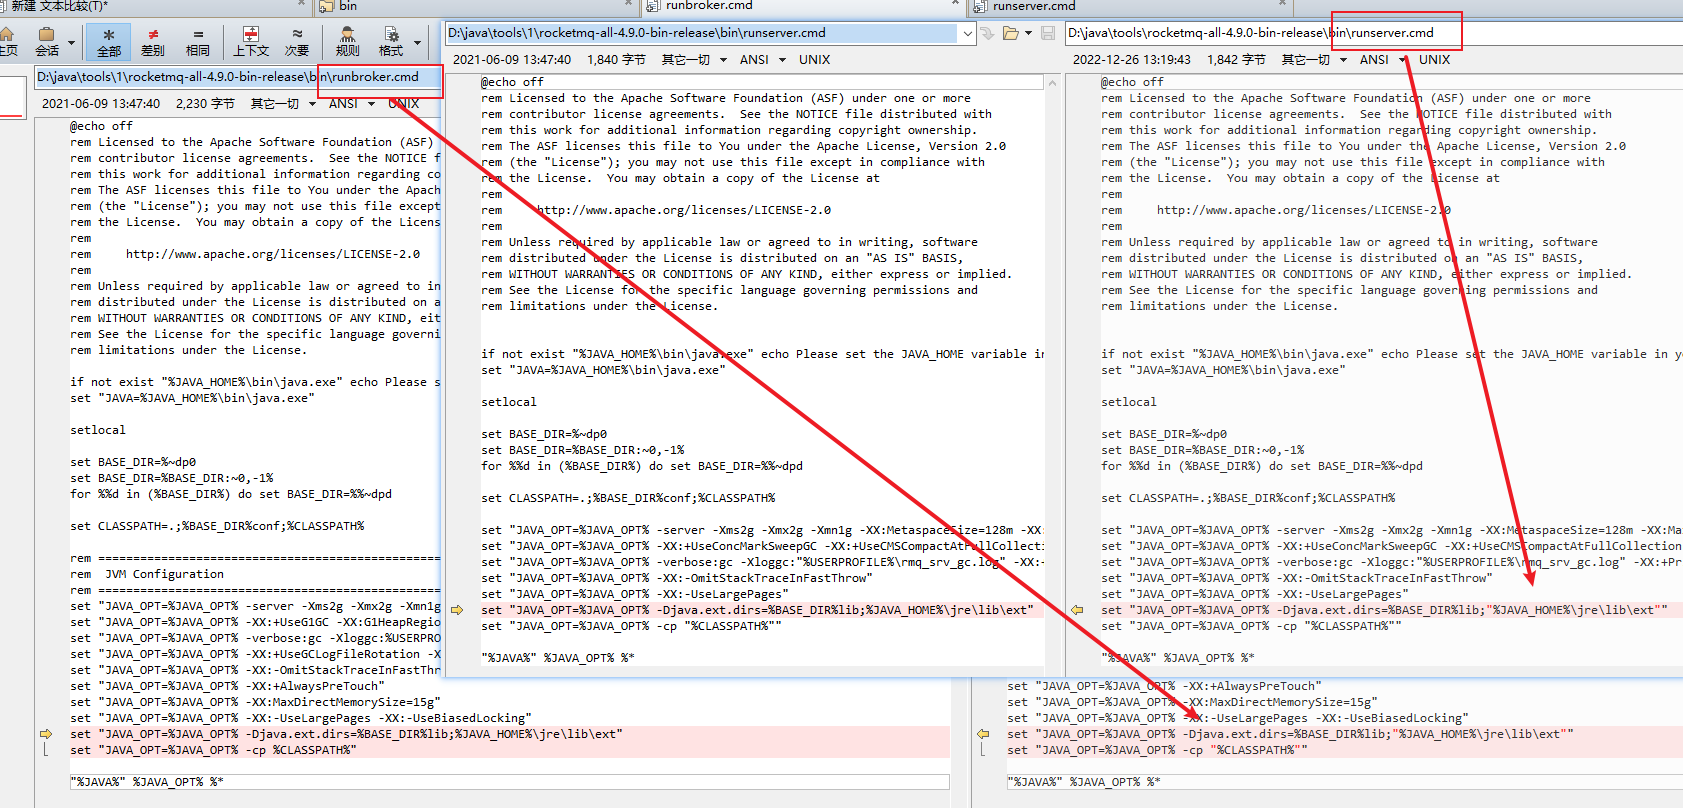 新建 文本比较(T)*
bin
runbroker.cmd
runserver.cmd
主页
会话
全部
差别
相同
上下文
次要
规则
格式
D:\java\tools\1\rocketmq-all-4.9.0-bin-release\bin\runbroker.cmd
2021-06-09 13:47:40 2,230 字节 其它一切 ANSI UNIX
@echo off
rem Licensed to the Apache Software Foundation (ASF)
rem contributor license agreements.  See the NOTICE f
rem this work for additional information regarding co
rem The ASF licenses this file to You under the Apach
rem (the "License"); you may not use this file except
rem the License.  You may obtain a copy of the Licens
rem
rem     http://www.apache.org/licenses/LICENSE-2.0
rem
rem Unless required by applicable law or agreed to in
rem distributed under the License is distributed on a
rem WITHOUT WARRANTIES OR CONDITIONS OF ANY KIND, eit
rem See the License for the specific language governi
rem limitations under the License.
if not exist "%JAVA_HOME%\bin\java.exe" echo Please s
set "JAVA=%JAVA_HOME%\bin\java.exe"
setlocal
set BASE_DIR=%~dp0
set BASE_DIR=%BASE_DIR:~0,-1%
for %%d in (%BASE_DIR%) do set BASE_DIR=%%~dpd
set CLASSPATH=.;%BASE_DIR%conf;%CLASSPATH%
rem =================================================
rem  JVM Configuration
rem =================================================
set "JAVA_OPT=%JAVA_OPT% -server -Xms2g -Xmx2g -Xmn1g
set "JAVA_OPT=%JAVA_OPT% -XX:+UseG1GC -XX:G1HeapRegio
set "JAVA_OPT=%JAVA_OPT% -verbose:gc -Xloggc:%USERPRO
set "JAVA_OPT=%JAVA_OPT% -XX:+UseGCLogFileRotation -X
set "JAVA_OPT=%JAVA_OPT% -XX:-OmitStackTraceInFastThr
set "JAVA_OPT=%JAVA_OPT% -XX:+AlwaysPreTouch"
set "JAVA_OPT=%JAVA_OPT% -XX:MaxDirectMemorySize=15g"
set "JAVA_OPT=%JAVA_OPT% -XX:-UseLargePages -XX:-UseBiasedLocking"
set "JAVA_OPT=%JAVA_OPT% -Djava.ext.dirs=%BASE_DIR%lib;%JAVA_HOME%\jre\lib\ext"
set "JAVA_OPT=%JAVA_OPT% -cp %CLASSPATH%"
"%JAVA%" %JAVA_OPT% %*
D:\java\tools\1\rocketmq-all-4.9.0-bin-release\bin\runserver.cmd
2021-06-09 13:47:40 1,840 字节 其它一切 ANSI UNIX
@echo off
rem Licensed to the Apache Software Foundation (ASF) under one or more
rem contributor license agreements.  See the NOTICE file distributed with
rem this work for additional information regarding copyright ownership.
rem The ASF licenses this file to You under the Apache License, Version 2.0
rem (the "License"); you may not use this file except in compliance with
rem the License.  You may obtain a copy of the License at
rem
rem     http://www.apache.org/licenses/LICENSE-2.0
rem
rem Unless required by applicable law or agreed to in writing, software
rem distributed under the License is distributed on an "AS IS" BASIS,
rem WITHOUT WARRANTIES OR CONDITIONS OF ANY KIND, either express or implied.
rem See the License for the specific language governing permissions and
rem limitations under the License.
if not exist "%JAVA_HOME%\bin\java.exe" echo Please set the JAVA_HOME variable in
set "JAVA=%JAVA_HOME%\bin\java.exe"
setlocal
set BASE_DIR=%~dp0
set BASE_DIR=%BASE_DIR:~0,-1%
for %%d in (%BASE_DIR%) do set BASE_DIR=%%~dpd
set CLASSPATH=.;%BASE_DIR%conf;%CLASSPATH%
set "JAVA_OPT=%JAVA_OPT% -server -Xms2g -Xmx2g -Xmn1g -XX:MetaspaceSize=128m -XX:
set "JAVA_OPT=%JAVA_OPT% -XX:+UseConcMarkSweepGC -XX:+UseCMSCompactAtFullCollecti
set "JAVA_OPT=%JAVA_OPT% -verbose:gc -Xloggc:"%USERPROFILE%\rmq_srv_gc.log" -XX:+
set "JAVA_OPT=%JAVA_OPT% -XX:-OmitStackTraceInFastThrow"
set "JAVA_OPT=%JAVA_OPT% -XX:-UseLargePages"
set "JAVA_OPT=%JAVA_OPT% -Djava.ext.dirs=%BASE_DIR%lib;%JAVA_HOME%\jre\lib\ext"
set "JAVA_OPT=%JAVA_OPT% -cp "%CLASSPATH%""
"%JAVA%" %JAVA_OPT% %*
D:\java\tools\1\rocketmq-all-4.9.0-bin-release\bin\runserver.cmd
2022-12-26 13:19:43 1,842 字节 其它一切 ANSI UNIX
@echo off
rem Licensed to the Apache Software Foundation (ASF) under one or more
rem contributor license agreements.  See the NOTICE file distributed with
rem this work for additional information regarding copyright ownership.
rem The ASF licenses this file to You under the Apache License, Version 2.0
rem (the "License"); you may not use this file except in compliance with
rem the License.  You may obtain a copy of the License at
rem
rem     http://www.apache.org/licenses/LICENSE-2.0
rem
rem Unless required by applicable law or agreed to in writing, software
rem distributed under the License is distributed on an "AS IS" BASIS,
rem WITHOUT WARRANTIES OR CONDITIONS OF ANY KIND, either express or implied.
rem See the License for the specific language governing permissions and
rem limitations under the License.
if not exist "%JAVA_HOME%\bin\java.exe" echo Please set the JAVA_HOME variable in y
set "JAVA=%JAVA_HOME%\bin\java.exe"
setlocal
set BASE_DIR=%~dp0
set BASE_DIR=%BASE_DIR:~0,-1%
for %%d in (%BASE_DIR%) do set BASE_DIR=%%~dpd
set CLASSPATH=.;%BASE_DIR%conf;%CLASSPATH%
set "JAVA_OPT=%JAVA_OPT% -server -Xms2g -Xmx2g -Xmn1g -XX:MetaspaceSize=128m -XX:Ma
set "JAVA_OPT=%JAVA_OPT% -XX:+UseConcMarkSweepGC -XX:+UseCMSCompactAtFullCollection
set "JAVA_OPT=%JAVA_OPT% -verbose:gc -Xloggc:"%USERPROFILE%\rmq_srv_gc.log" -XX:+Pr
set "JAVA_OPT=%JAVA_OPT% -XX:-OmitStackTraceInFastThrow"
set "JAVA_OPT=%JAVA_OPT% -XX:-UseLargePages"
set "JAVA_OPT=%JAVA_OPT% -Djava.ext.dirs=%BASE_DIR%lib;"%JAVA_HOME%\jre\lib\ext""
set "JAVA_OPT=%JAVA_OPT% -cp "%CLASSPATH%""
"%JAVA%" %JAVA_OPT% %*
set "JAVA_OPT=%JAVA_OPT% -XX:+AlwaysPreTouch"
set "JAVA_OPT=%JAVA_OPT% -XX:MaxDirectMemorySize=15g"
set "JAVA_OPT=%JAVA_OPT% -XX:-UseLargePages -XX:-UseBiasedLocking"
set "JAVA_OPT=%JAVA_OPT% -Djava.ext.dirs=%BASE_DIR%lib;"%JAVA_HOME%\jre\lib\ext""
set "JAVA_OPT=%JAVA_OPT% -cp "%CLASSPATH%""
"%JAVA%" %JAVA_OPT% %*